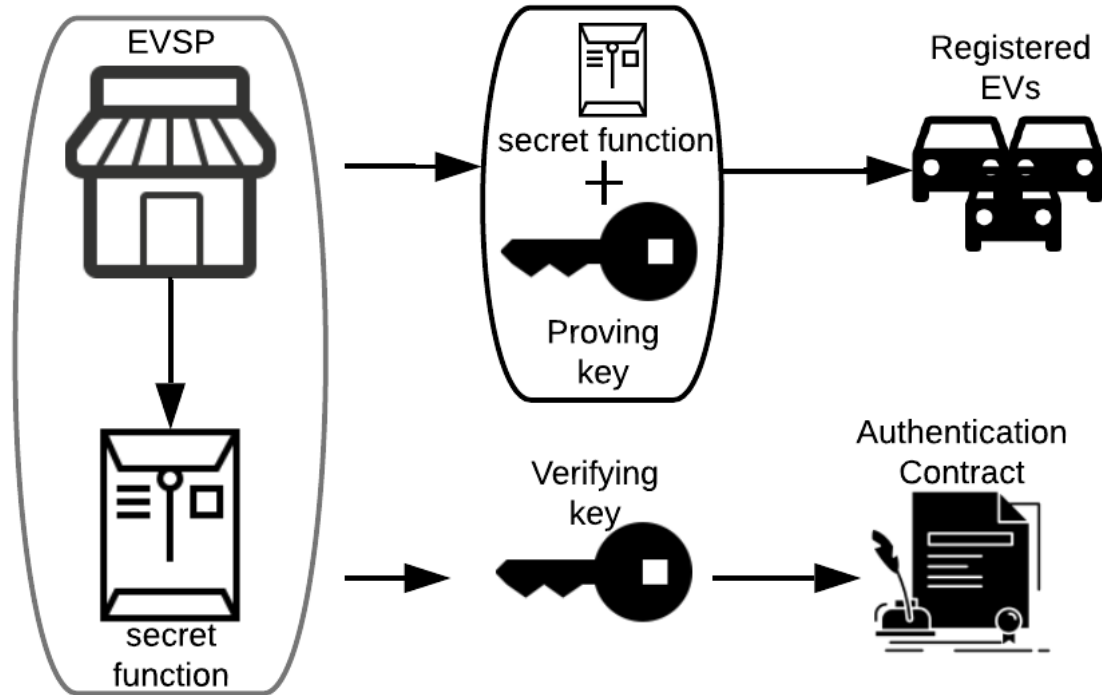 EVSP
secret
function
secret function
+
Proving
key
Registered
EVs
Verifying
key
Authentication
Contract